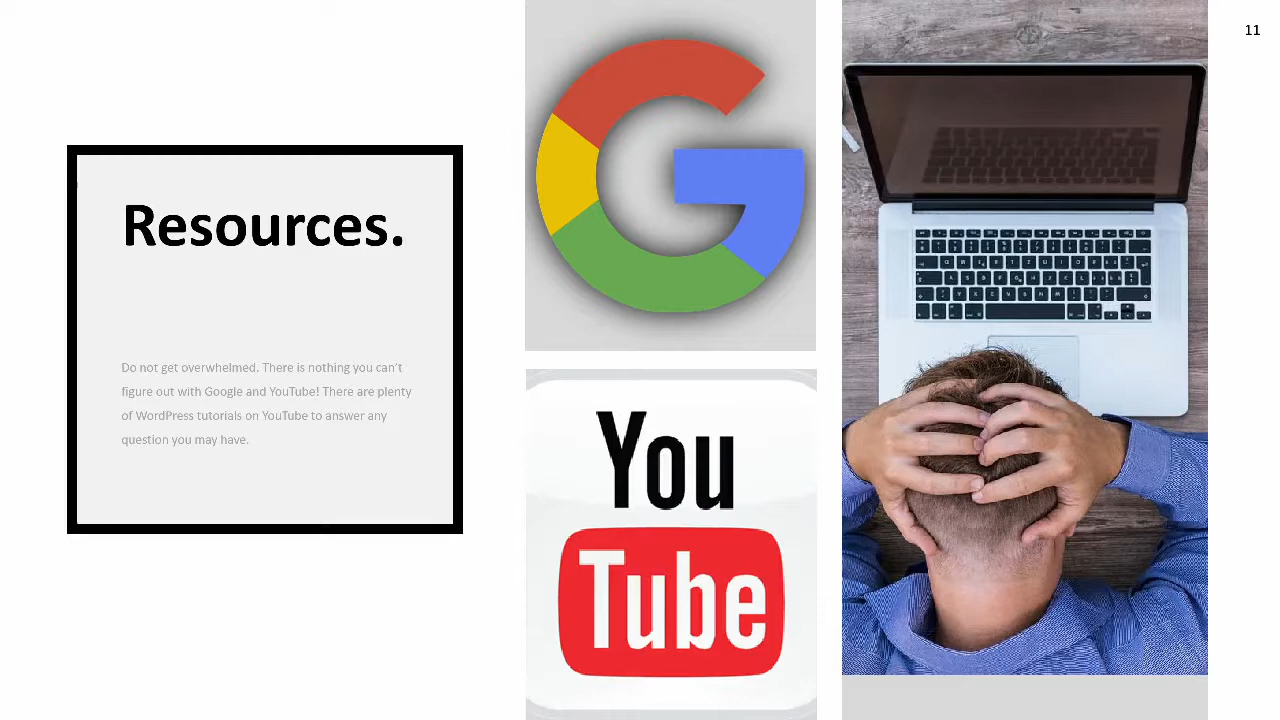 11
Resources.
Do not get overwhelmed. There is nothing you can't
figure out with Google and YouTube! There are plenty
of WordPress tutorials on YouTube to answer any
question you may have.
G
You
Tube